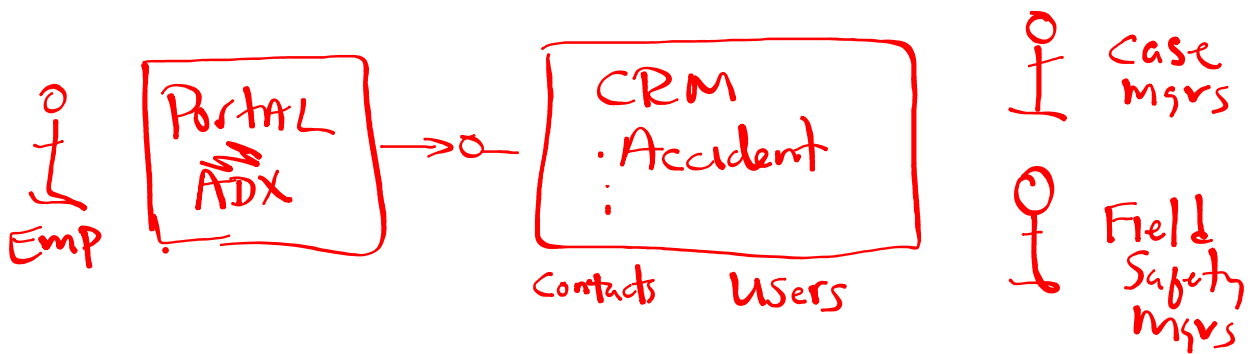 Emp
PORTAL
ADX
CRM
· Accident
Contacts
Users
Case
mgrs
Field
Safety
mgrs